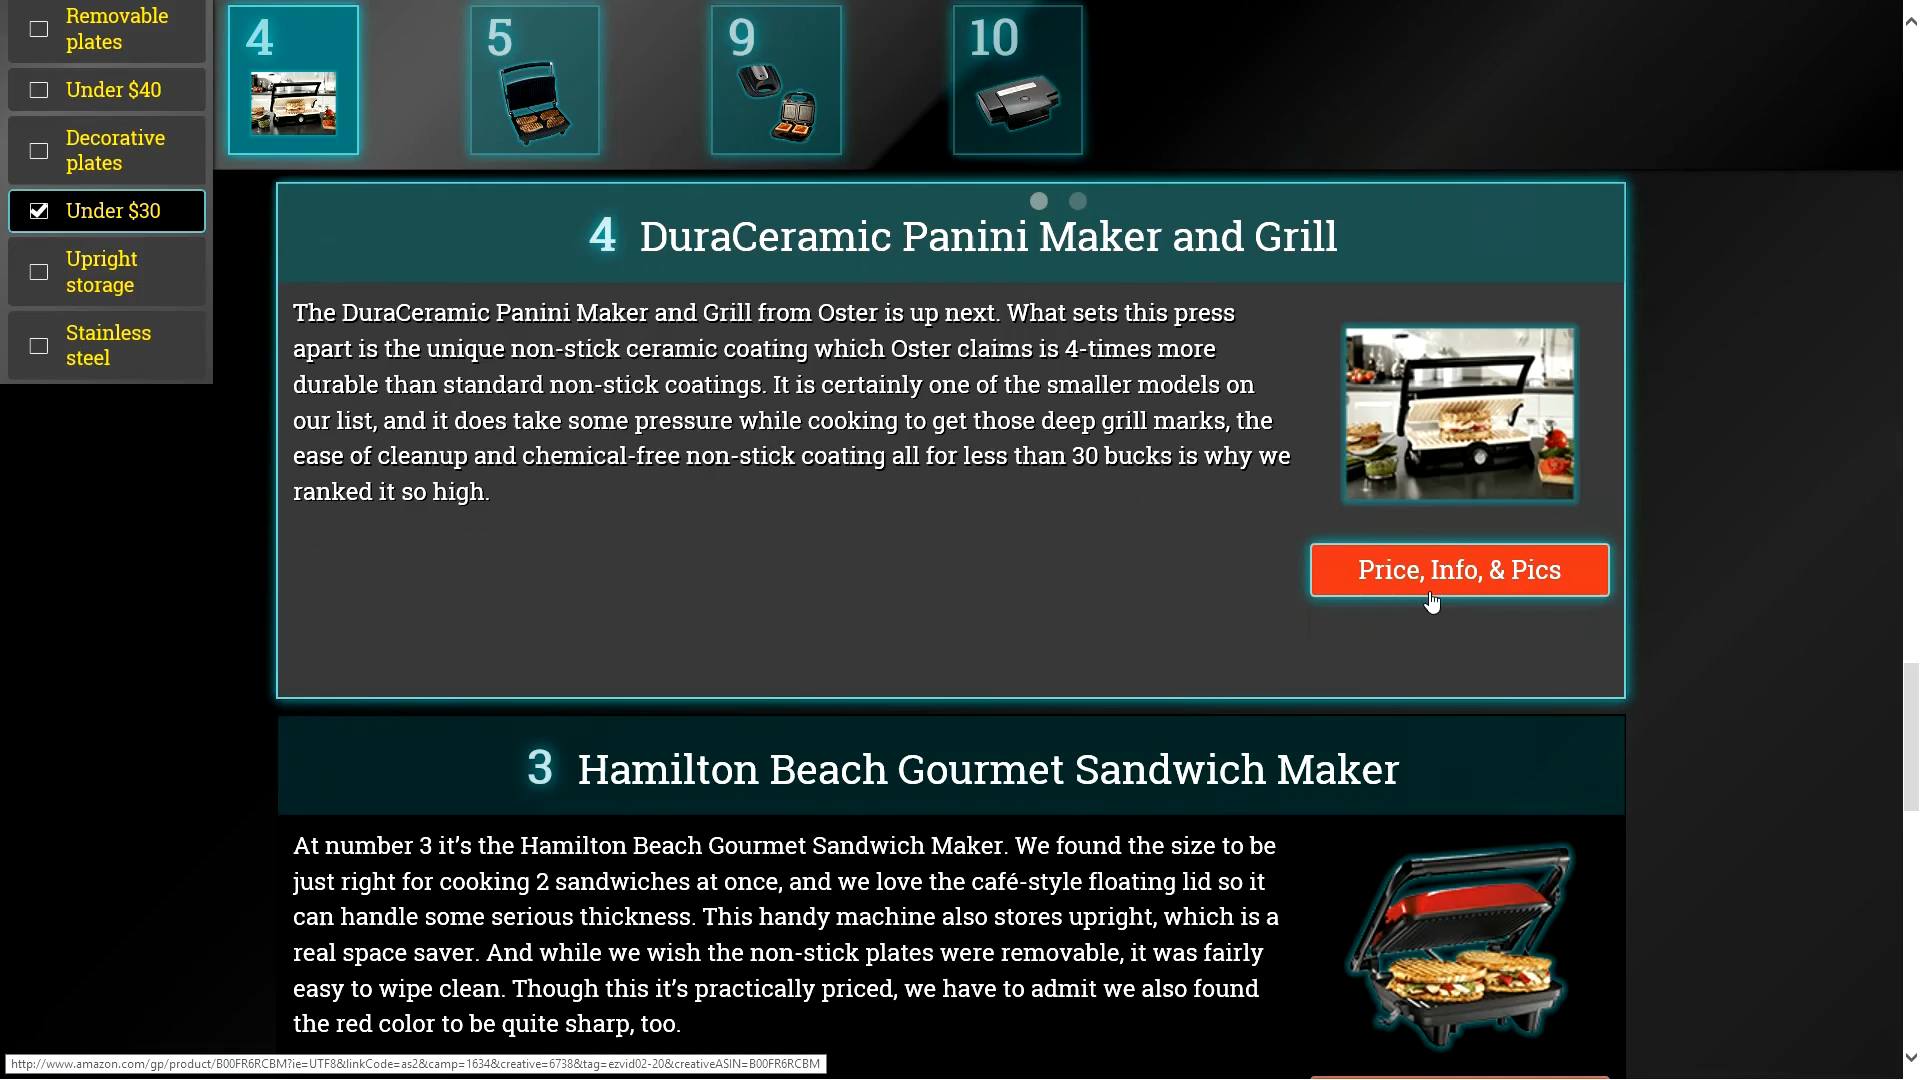 Removable
plates
Under $40
Decorative
plates
Under $30
Upright
storage
Stainless
steel
4
5
9
10
4 DuraCeramic Panini Maker and Grill
The DuraCeramic Panini Maker and Grill from Oster is up next. What sets this press
apart is the unique non-stick ceramic coating which Oster claims is 4-times more
durable than standard non-stick coatings. It is certainly one of the smaller models on
our list, and it does take some pressure while cooking to get those deep grill marks, the
ease of cleanup and chemical-free non-stick coating all for less than 30 bucks is why we
ranked it so high.
Price, Info, & Pics
3 Hamilton Beach Gourmet Sandwich Maker
At number 3 it’s the Hamilton Beach Gourmet Sandwich Maker. We found the size to be
just right for cooking 2 sandwiches at once, and we love the café-style floating lid so it
can handle some serious thickness. This handy machine also stores upright, which is a
real space saver. And while we wish the non-stick plates were removable, it was fairly
easy to wipe clean. Though this it’s practically priced, we have to admit we also found
the red color to be quite sharp, too.
http://www.amazon.com/gp/product/B00FR6RCBM?ie=UTF8&linkCode=as2&camp=1634&creative=6738&tag=ezvid02-20&creativeASIN=B00FR6RCBM